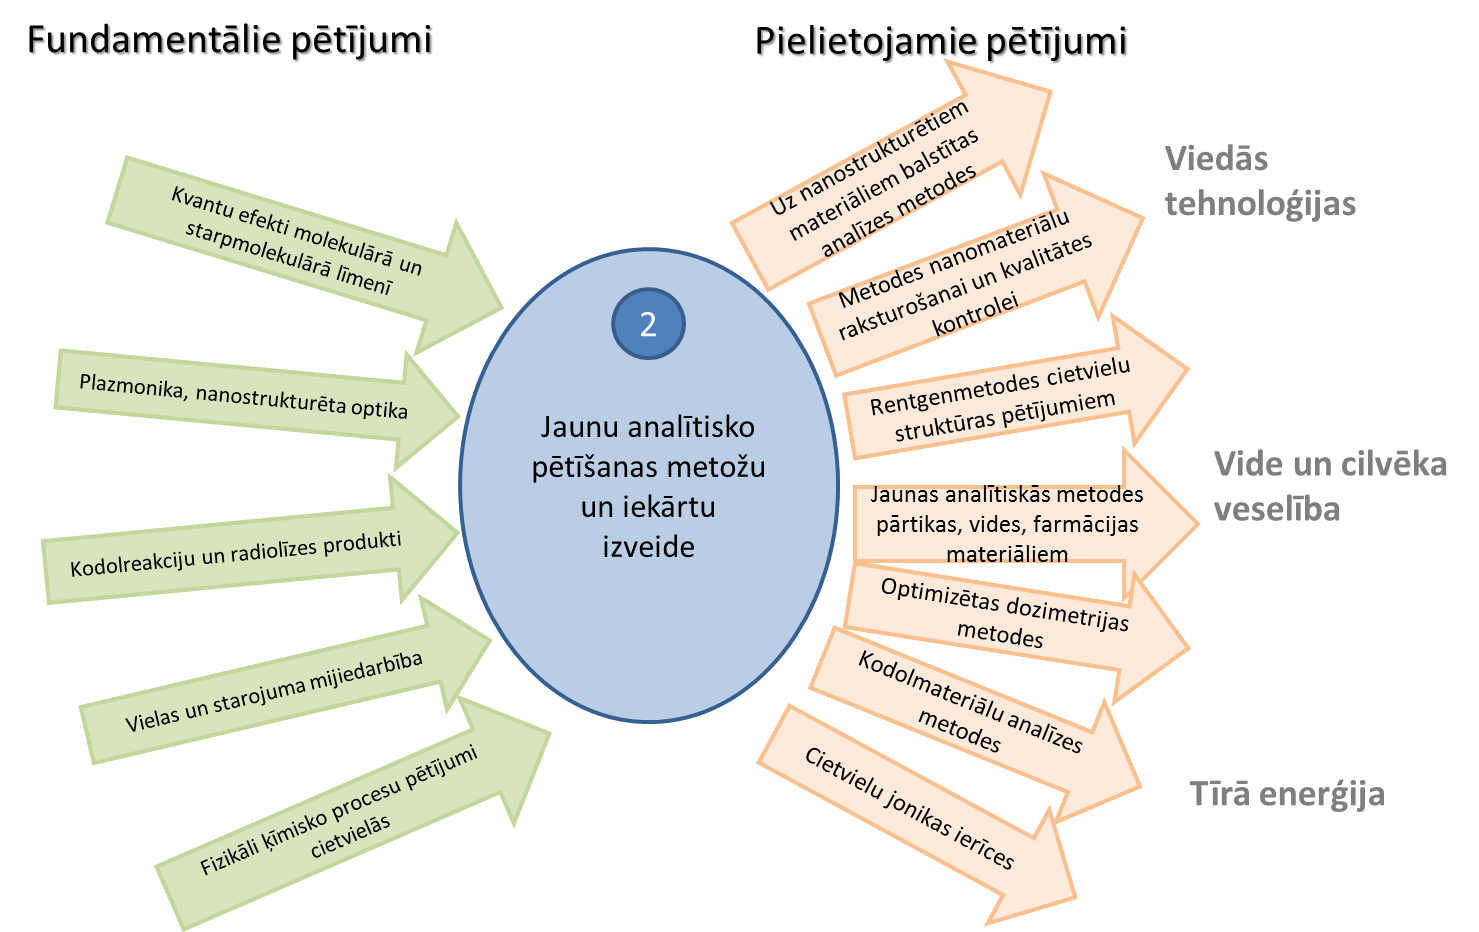 Fundamentālie pētījumi
Pielietojamie pētījumi
Kvantu efekti molekulārā un
starpmolekulārā līmenī
Plazmonika, nanostrukturēta optika
Kodolreakciju un radiolīzes produkti
Vielas un starojuma mijiedarbība
Fizikāli ķīmisko procesu pētījumi
cietvielās
2
Jaunu analītisko
pētīšanas metožu
un iekārtu
izveide
Uz nanostrukturētiem
materiāliem balstītas
analīzes metodes
Metodes nanomateriālu
raksturošanai un kvalitātes
kontrolei
Rentgenmetodes cietvielu
struktūras pētījumiem
Jaunas analītiskās metodes
pārtikas, vides, farmācijas
materiāliem
Optimizētas dozimetrijas
metodes
Kodolmateriālu analīzes
metodes
Cietvielu jonikas ierīces
Viedās
tehnoloģijas
Vide un cilvēka
veselība
Tīrā enerģija